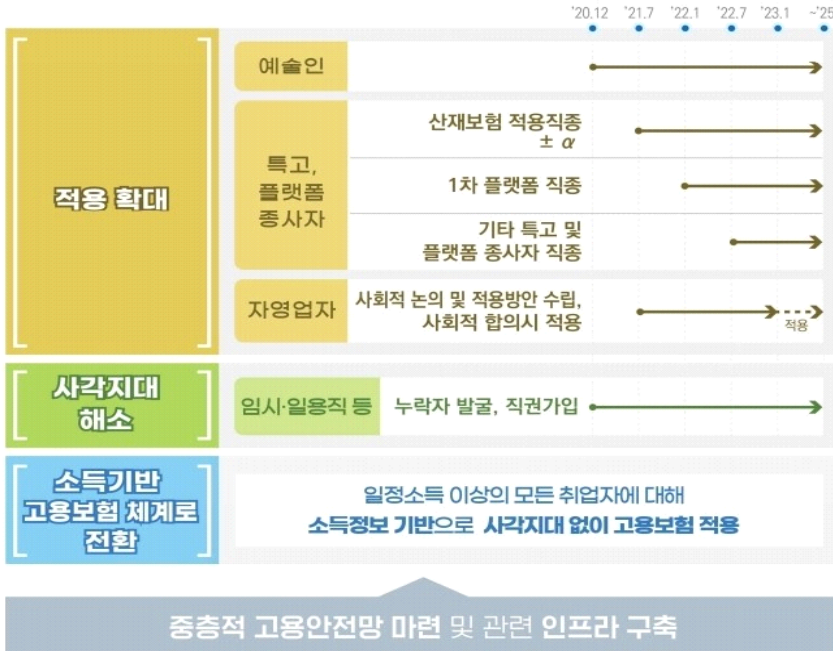 '20.12 '21.7 '22.1 '22.7 '23.1 ~'25
적용 확대
예술인
특고,
플랫폼
종사자
산재보험 적용직종
± α
1차 플랫폼 직종
기타 특고 및
플랫폼 종사자 직종
자영업자
사회적 논의 및 적용방안 수립,
사회적 합의시 적용
적용
사각지대
해소
임시·일용직 등
누락자 발굴, 직권가입
소득기반
고용보험 체계로
전환
일정소득 이상의 모든 취업자에 대해
소득정보 기반으로 사각지대 없이 고용보험 적용
중층적 고용안전망 마련 및 관련 인프라 구축